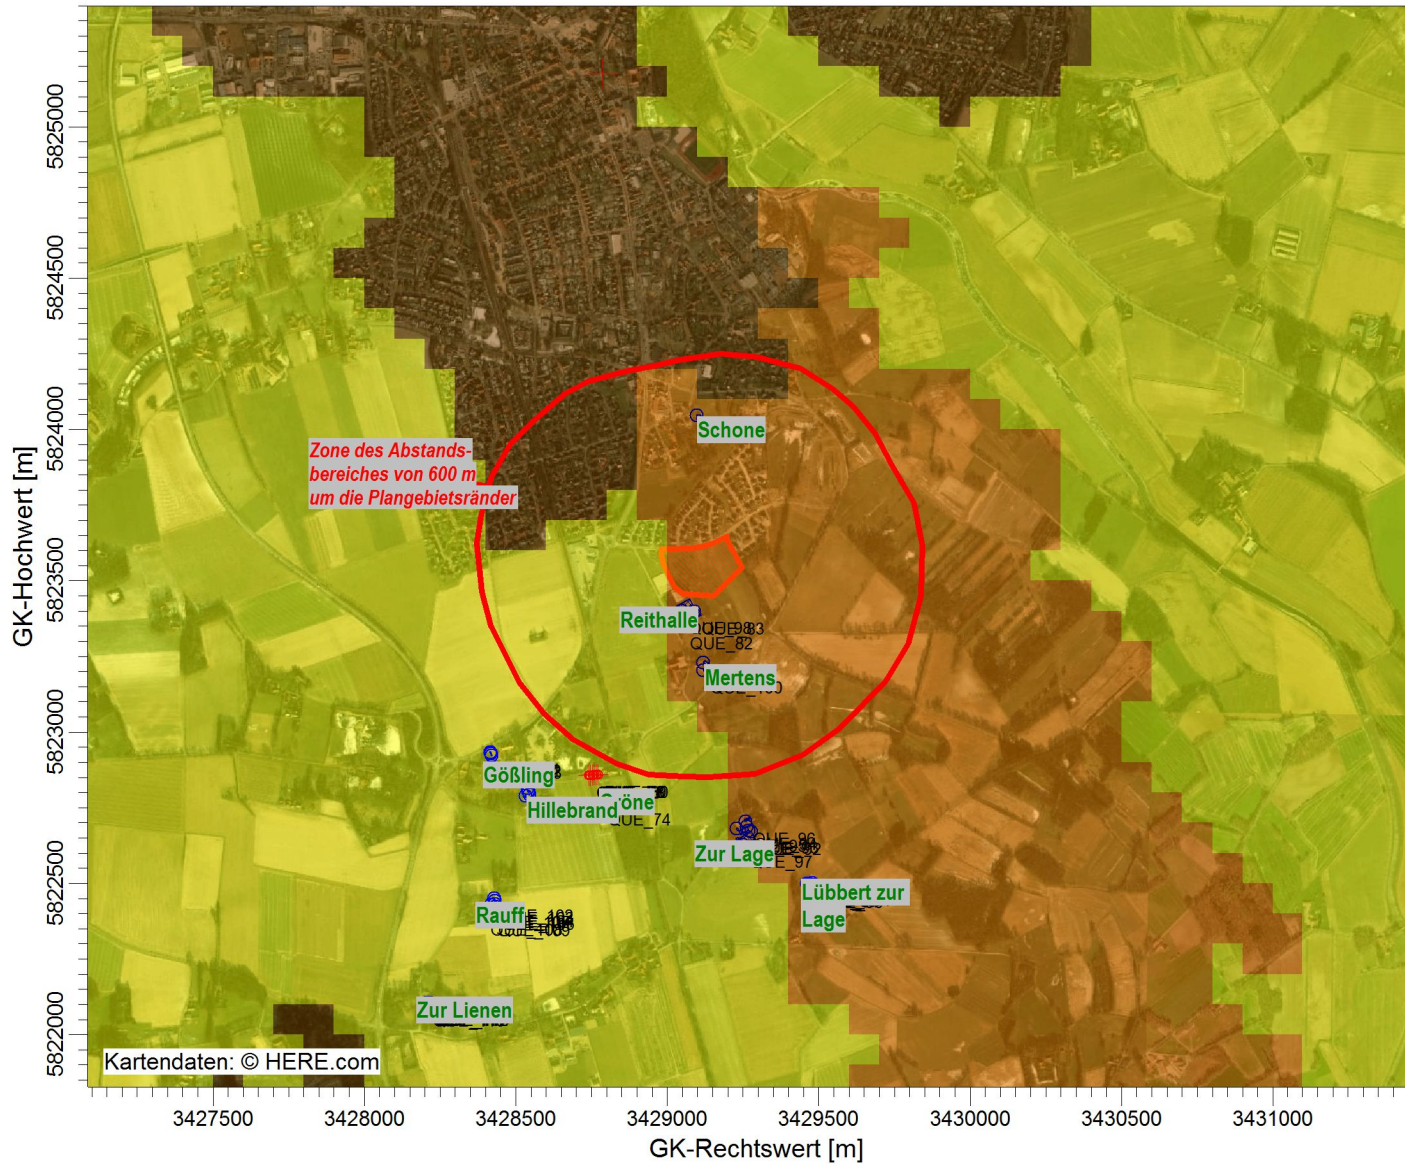 GK-Hochwert [m]
5825000
5824500
5824000
5823500
5823000
5822500
5822000
Zone des Abstands-
bereiches von 600 m
um die Plangebietsränder
Schone
Reithalle
QUE_83
QUE_82
Mertens
Gößling
Hillebrand
QUE_74
Zur Lage
QUE_96
Lübbert zur
Lage
Rauff
Zur Lienen
Kartendaten: © HERE.com
3427500
3428000
3428500
3429000
3429500
3430000
3430500
3431000
GK-Rechtswert [m]